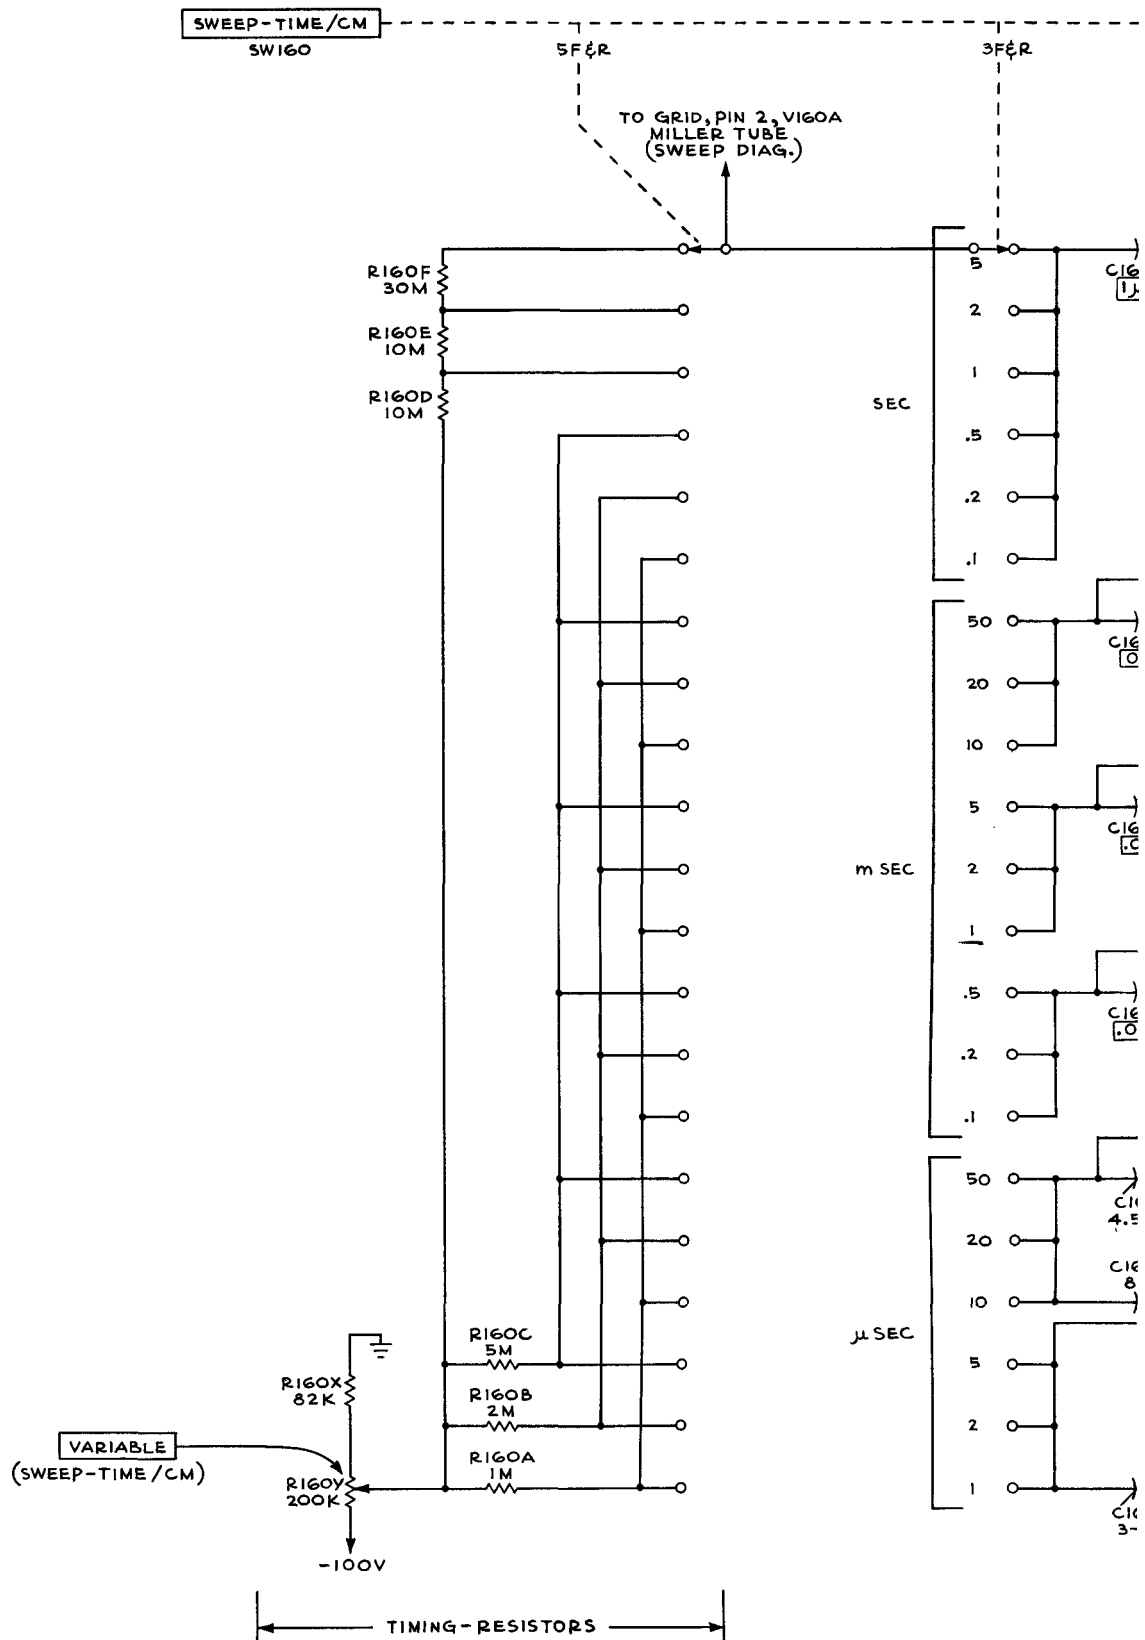 SWEEP-TIME/CM
SW160
5F&R
3F&R
TO GRID, PIN 2, V160A
MILLER TUBE
(SWEEP DIAG.)
R160F
30M
R160E
10M
R160D
10M
SEC
5
2
1
.5
.2
.1
m SEC
50
20
10
5
2
1
.5
.2
.1
μ SEC
50
20
10
5
2
1
R160C
5M
R160B
2M
R160A
1M
R160X
82K
VARIABLE
(SWEEP-TIME/CM)
R160Y
200K
-100V
TIMING-RESISTORS